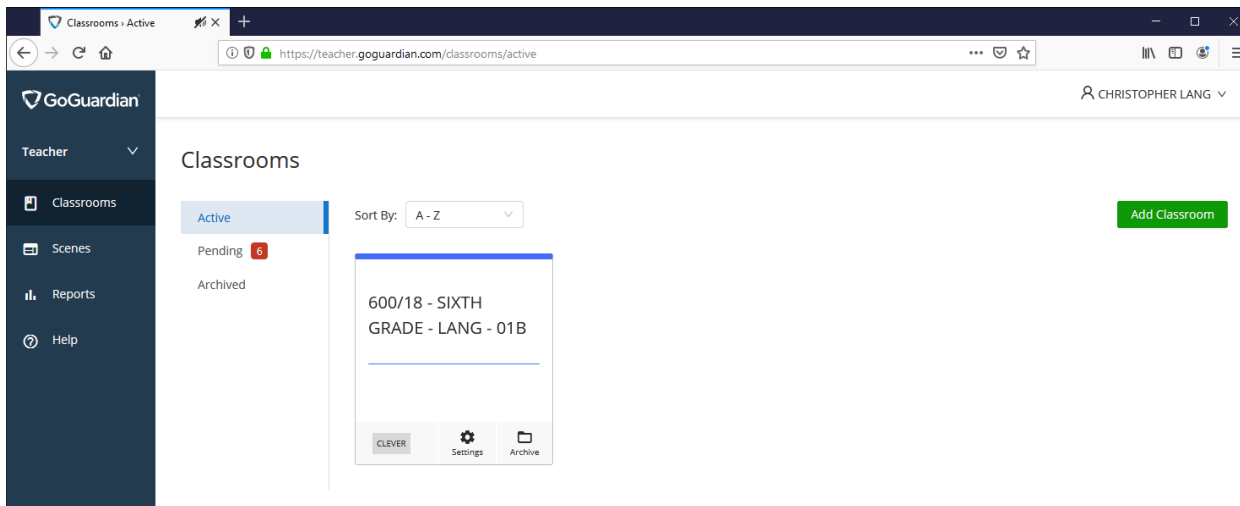 Classrooms › Active
https://teacher.goguardian.com/classrooms/active
GoGuardian
CHRISTOPHER LANG
Teacher
Classrooms
Scenes
Reports
Help
Classrooms
Active
Pending 6
Archived
Sort By: A - Z
Add Classroom
600/18 - SIXTH
GRADE - LANG - 01B
CLEVER
Settings
Archive